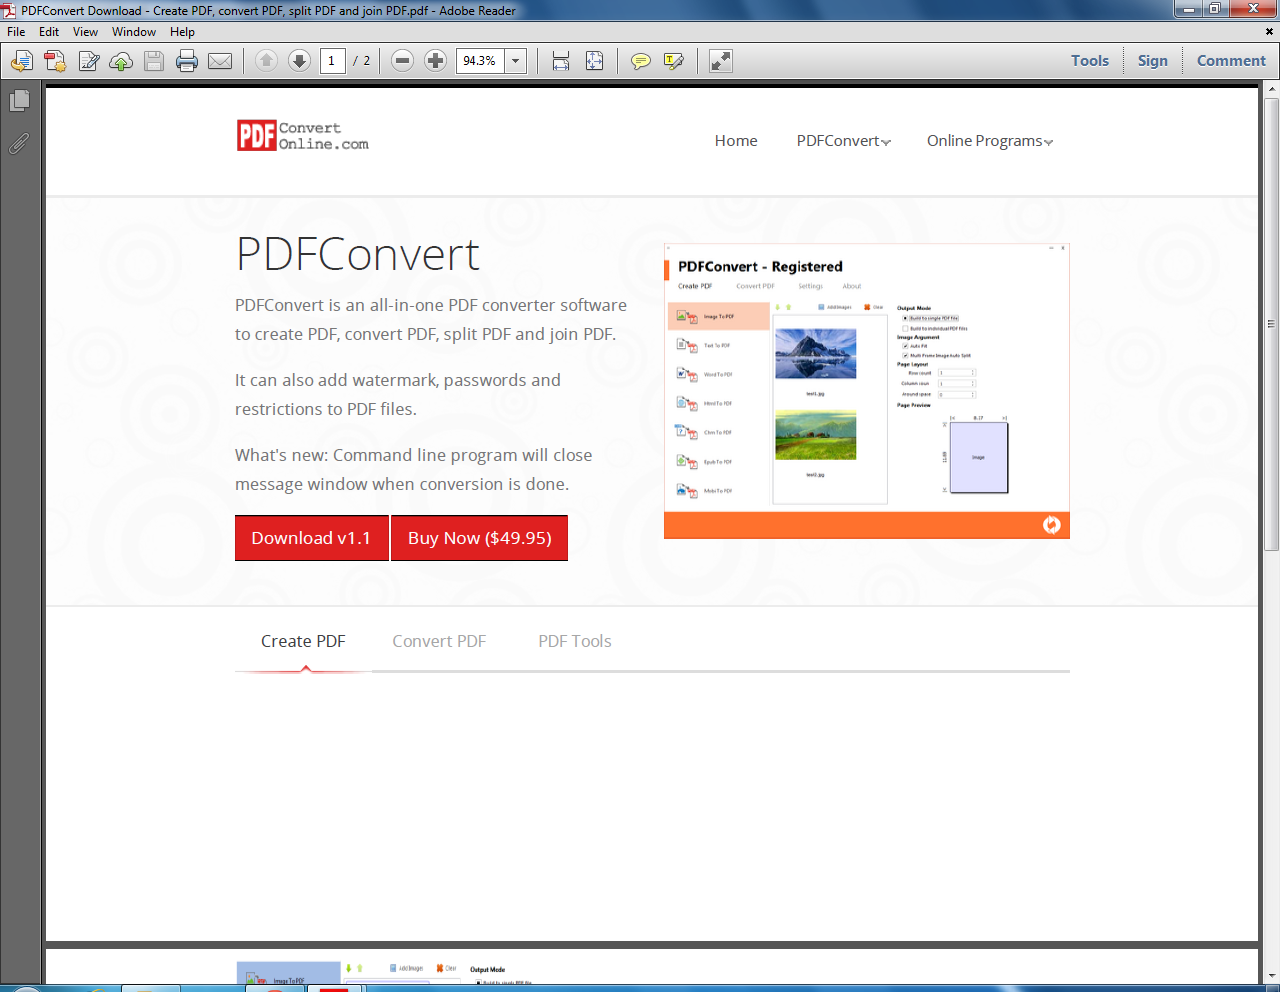 PDFConvert Download - Create PDF, convert PDF, split PDF and join PDF.pdf - Adobe Reader
File Edit View Window Help
1 / 2 94.3% Tools Sign Comment
PDF Convert Online.com
Home PDFConvert Online Programs
PDFConvert
PDFConvert is an all-in-one PDF converter software
to create PDF, convert PDF, split PDF and join PDF.
It can also add watermark, passwords and
restrictions to PDF files.
What's new: Command line program will close
message window when conversion is done.
Download v1.1 Buy Now ($49.95)
PDFConvert - Registered
Create PDF Convert PDF Settings About
Add Images Clear
Image To PDF
Text To PDF
Word To PDF
Html To PDF
Chm To PDF
Epub To PDF
Mobi To PDF
test1.jpg
test2.jpg
Output Mode
Build to single PDF file
Build to individual PDF files
Image Argument
Auto Fit
Multi Frame Image Auto Split
Page Layout
Row count 1
Column coun 1
Around space 0
Page Preview
8.27
11.69
Image
Create PDF Convert PDF PDF Tools
Image To PDF Add Images Clear Output Mode